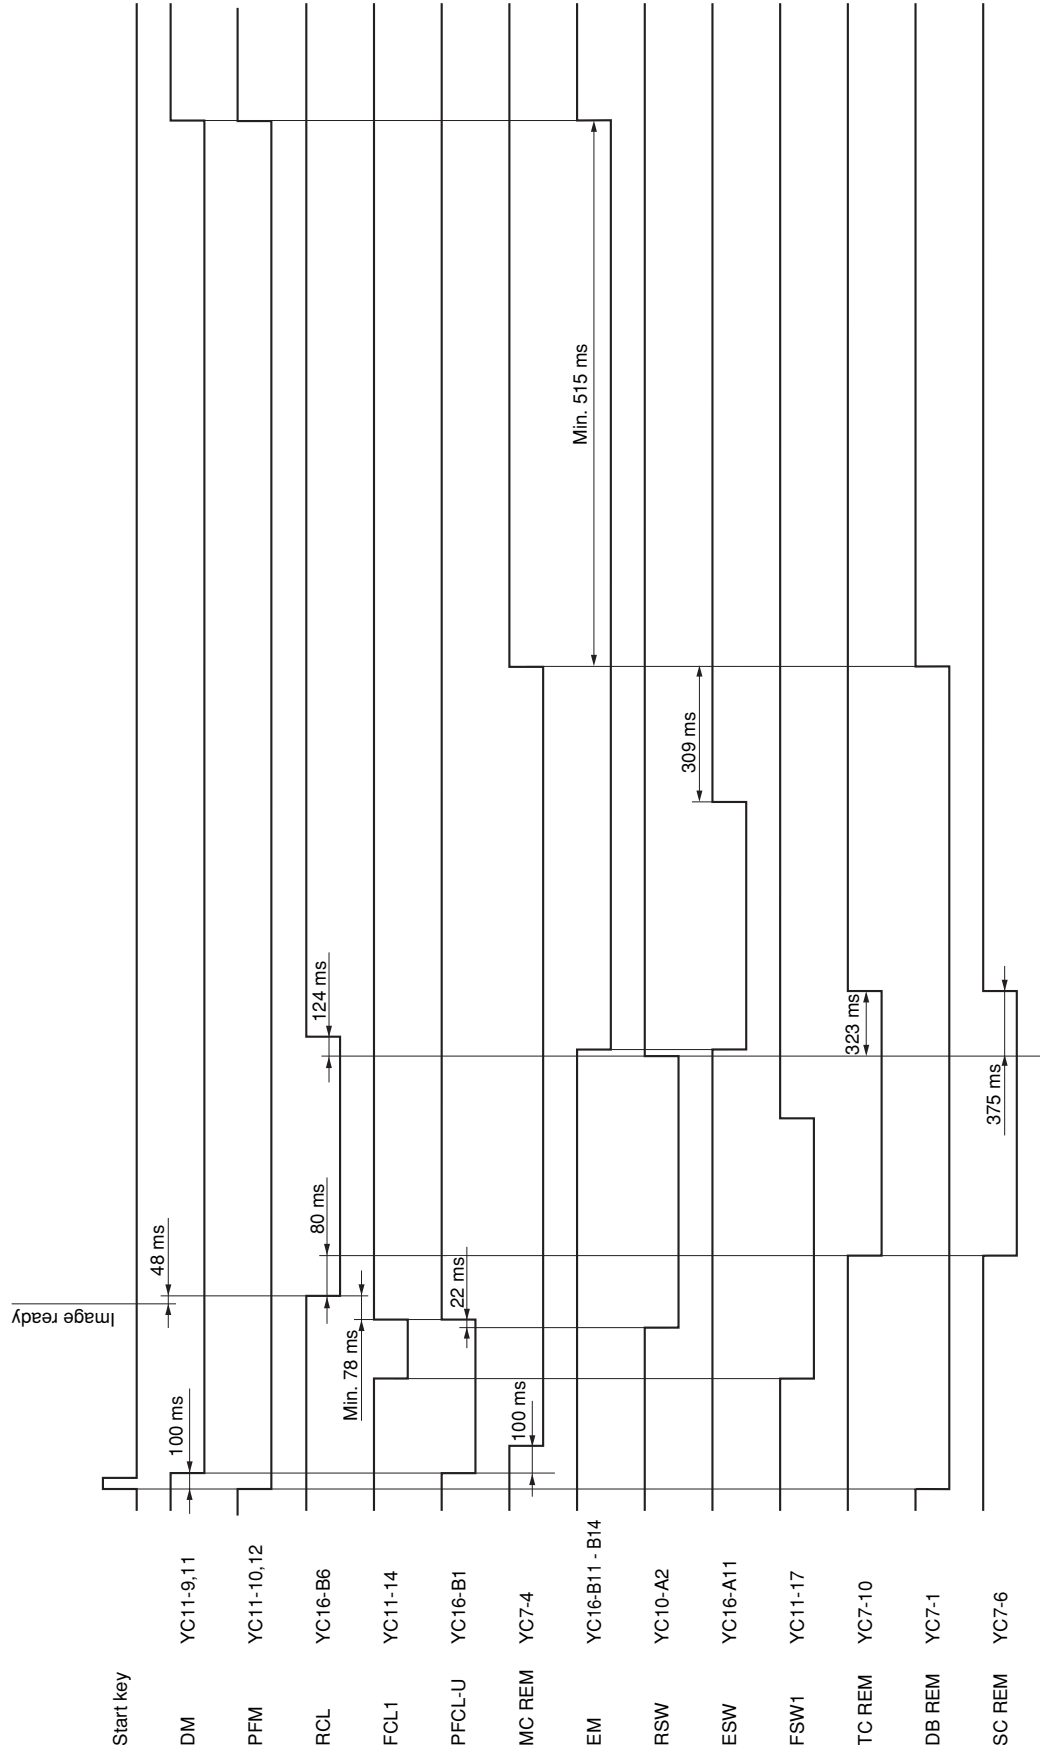 Image ready
Start key
DM YC11-9,11
100 ms
48 ms
PFM YC11-10,12
RCL YC16-B6
80 ms
124 ms
FCL1 YC11-14
Min. 78 ms
PFCL-U YC16-B1
22 ms
MC REM YC7-4
100 ms
EM YC16-B11 - B14
Min. 515 ms
RSW YC10-A2
ESW YC16-A11
309 ms
FSW1 YC11-17
TC REM YC7-10
323 ms
DB REM YC7-1
SC REM YC7-6
375 ms